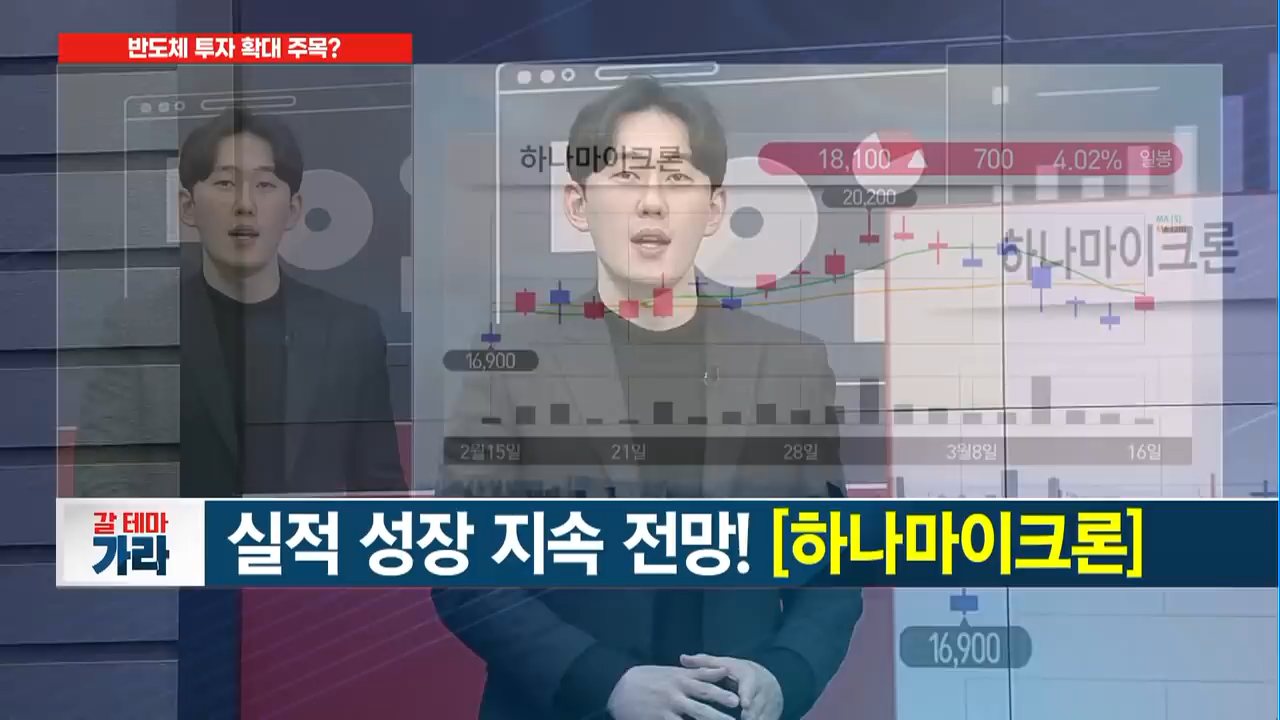 반도체 투자 확대 주목?
하나마이크론
18,100 ▲ 700 4.02% 일봉
20,200
하나마이크론
16,900
2월15일 21일 28일 3월8일 16일
갈 테마
가라
실적 성장 지속 전망! [하나마이크론]
16,900